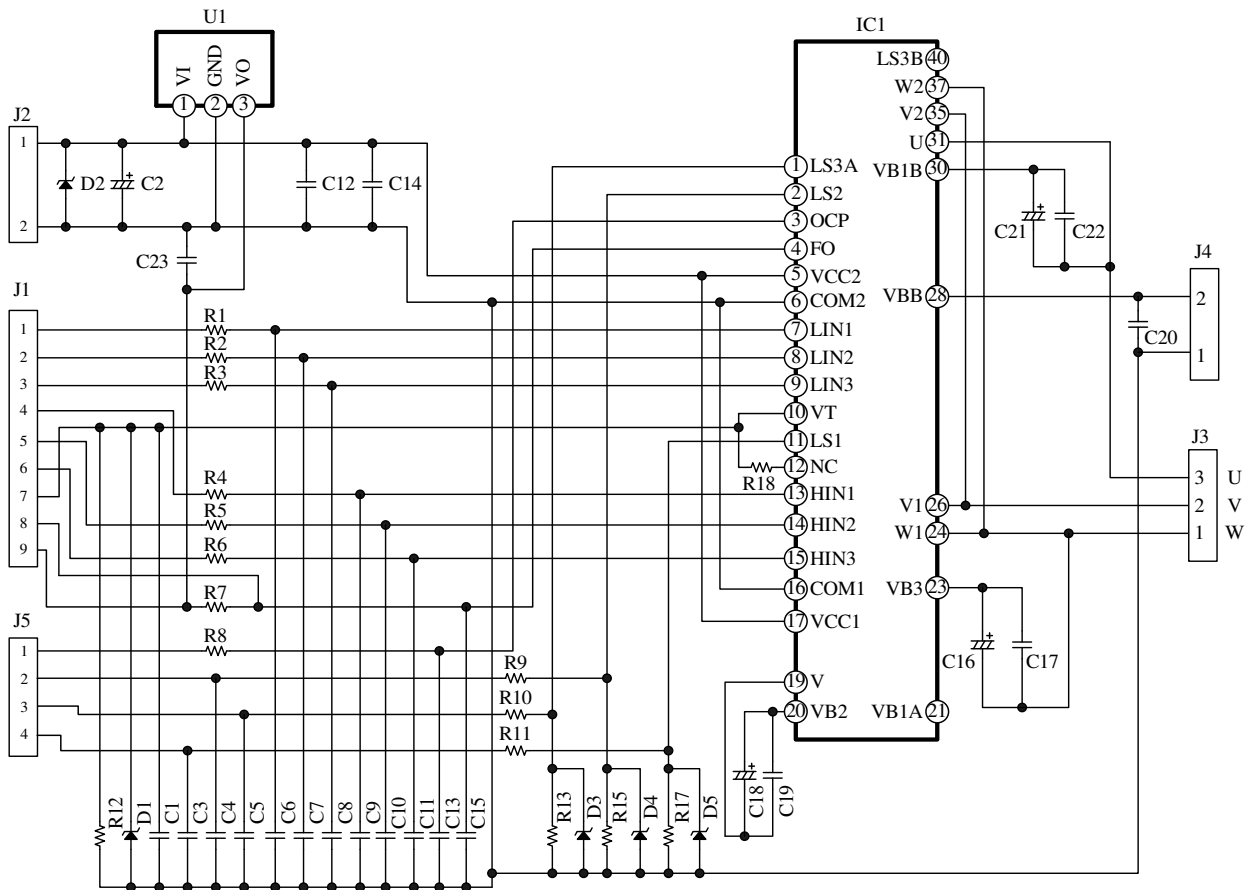 U1
VI
GND
VO
1
2
3
J2
1
2
D2
C2
C12
C14
C23
J1
1
2
3
4
5
6
7
8
9
R1
R2
R3
R4
R5
R6
R7
R8
J5
1
2
3
4
R9
R10
R11
R18
R12
D1
C1
C3
C4
C5
C6
C7
C8
C9
C10
C11
C13
C15
R13
D3
R15
D4
R17
D5
C18
C19
IC1
1 LS3A
2 LS2
3 OCP
4 FO
5 VCC2
6 COM2
7 LIN1
8 LIN2
9 LIN3
10 VT
11 LS1
12 NC
13 HIN1
14 HIN2
15 HIN3
16 COM1
17 VCC1
19 V
20 VB2
LS3B 40
W2 37
V2 35
U 31
VB1B 30
VBB 28
V1 26
W1 24
VB3 23
VB1A 21
+
+
+
+
C21
C22
C20
J4
2
1
J3
3 U
2 V
1 W
C16
C17